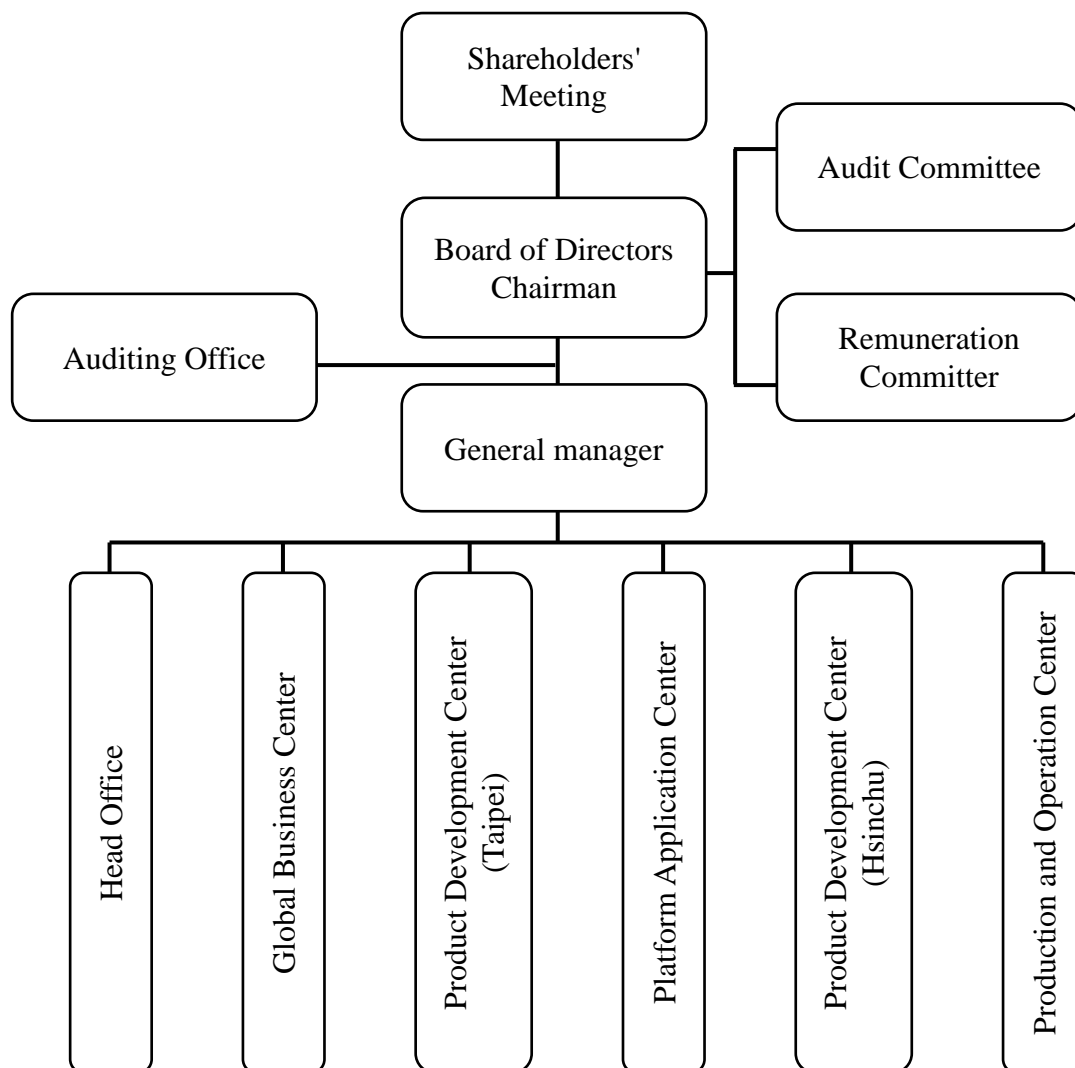 Shareholders'
Meeting
Audit Committee
Board of Directors
Chairman
Auditing Office
Remuneration
Committer
General manager
Head Office
Global Business Center
Product Development Center
(Taipei)
Platform Application Center
Product Development Center
(Hsinchu)
Production and Operation Center